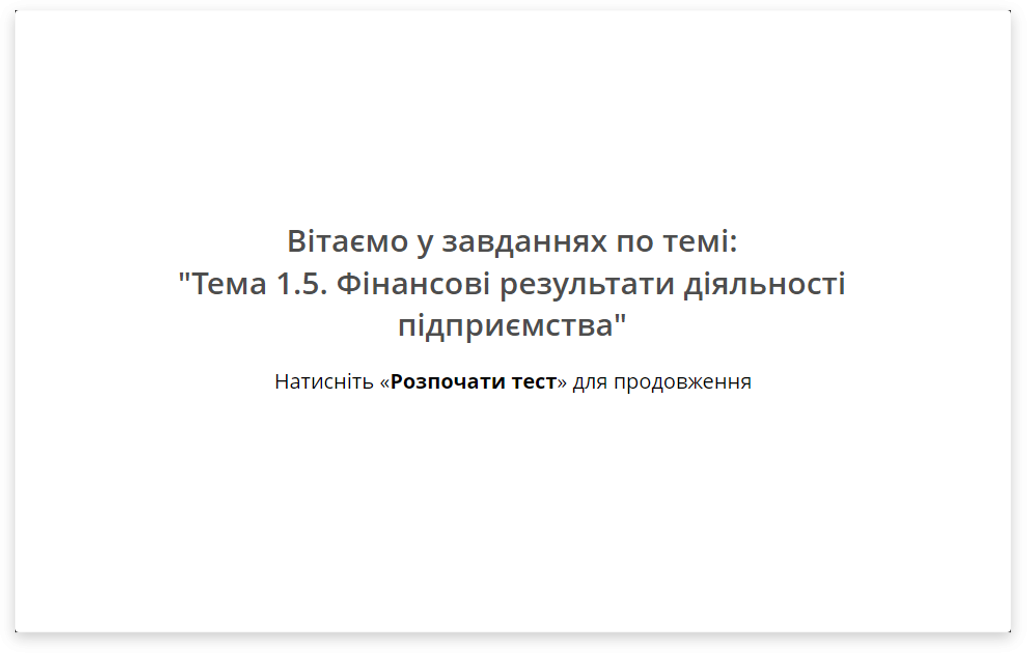 Вітаємо у завданнях по темі:
"Тема 1.5. Фінансові результати діяльності
підприємства"
Натисніть «Розпочати тест» для продовження